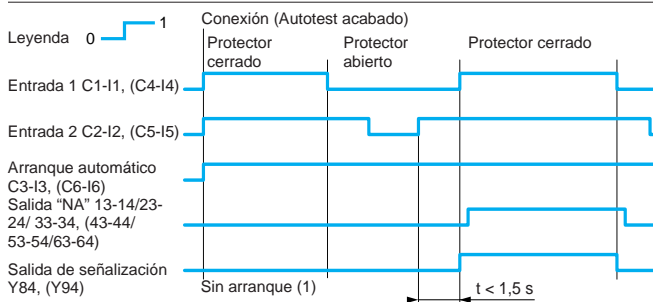 Leyenda 0 1
Conexión (Autotest acabado)
Protector cerrado
Protector abierto
Protector cerrado
Entrada 1 C1-I1, (C4-I4)
Entrada 2 C2-I2, (C5-I5)
Arranque automático
C3-I3, (C6-I6)
Salida “NA” 13-14/23-
24/ 33-34, (43-44/
53-54/63-64)
Salida de señalización
Y84, (Y94)
Sin arranque (1)
t < 1,5 s